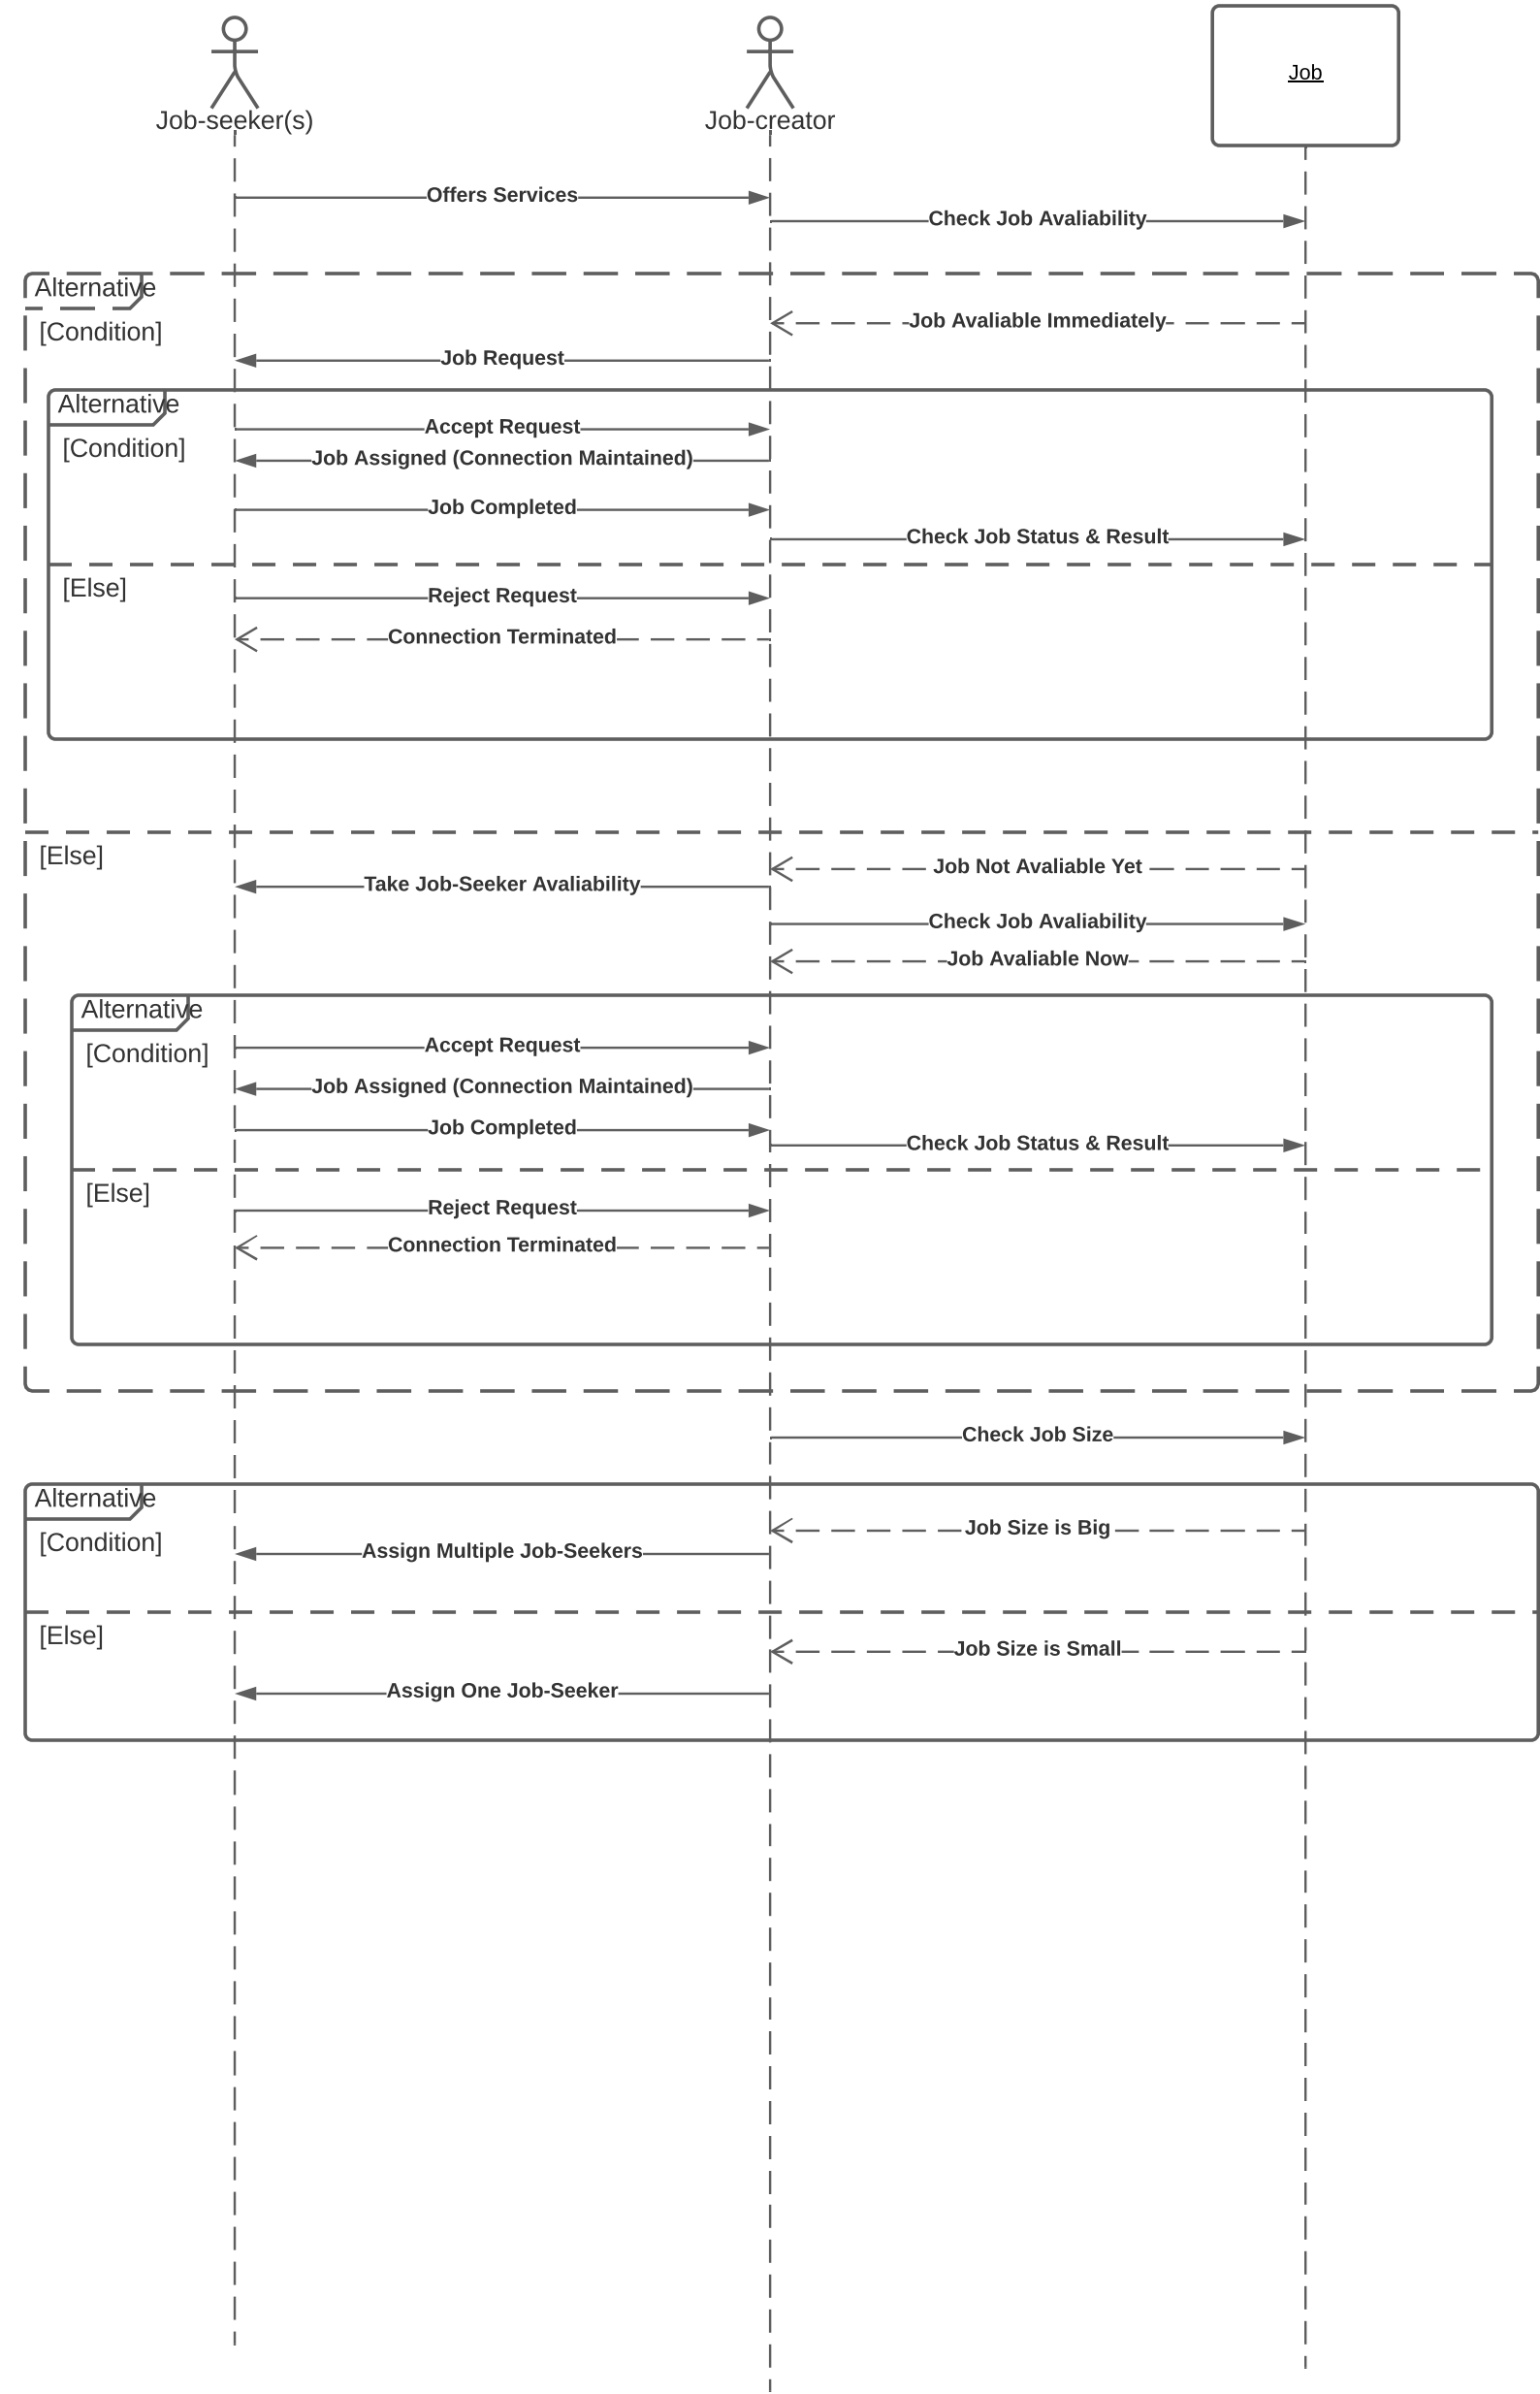 Job-seeker(s)
Job-creator
Job
Offers Services
Check Job Avaliability
Alternative
[Condition]
Job Avaliable Immediately
Job Request
Alternative
[Condition]
Accept Request
Job Assigned (Connection Maintained)
Job Completed
Check Job Status & Result
[Else]
Reject Request
Connection Terminated
[Else]
Job Not Avaliable Yet
Take Job-Seeker Avaliability
Check Job Avaliability
Job Avaliable Now
Alternative
[Condition]
Accept Request
Job Assigned (Connection Maintained)
Job Completed
Check Job Status & Result
[Else]
Reject Request
Connection Terminated
Check Job Size
Alternative
[Condition]
Job Size is Big
Assign Multiple Job-Seekers
[Else]
Job Size is Small
Assign One Job-Seeker